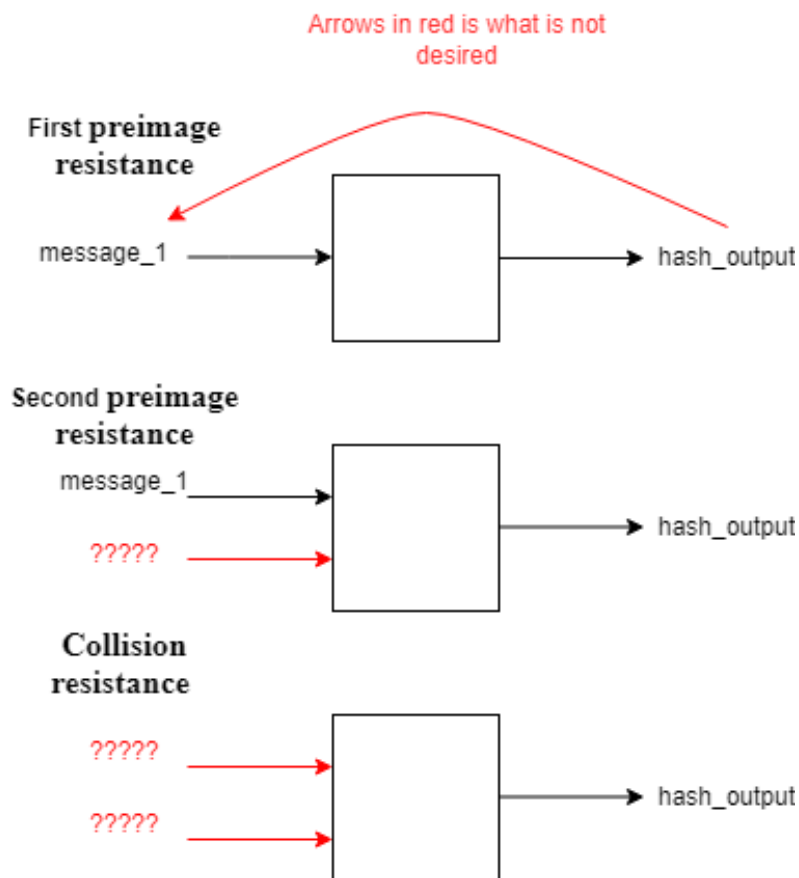 Arrows in red is what is not
desired
First preimage
resistance
message_1
hash_output
Second preimage
resistance
message_1
?????
hash_output
Collision
resistance
?????
?????
hash_output